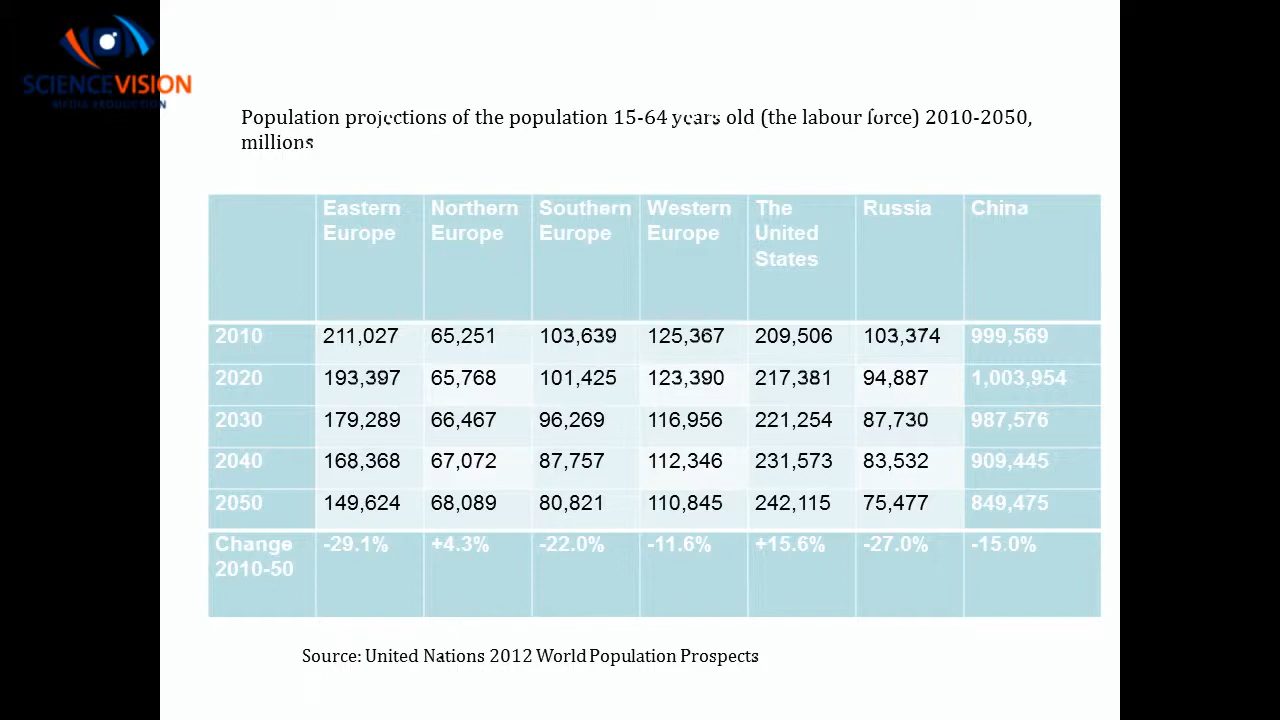 SCIENCEVISION
MEDIA PRODUCTION
Population projections of the population 15-64 years old (the labour force) 2010-2050,
millions
Eastern Europe Northern Europe Southern Europe Western Europe The United States Russia China
2010 211,027 65,251 103,639 125,367 209,506 103,374 999,569
2020 193,397 65,768 101,425 123,390 217,381 94,887 1,003,954
2030 179,289 66,467 96,269 116,956 221,254 87,730 987,576
2040 168,368 67,072 87,757 112,346 231,573 83,532 909,445
2050 149,624 68,089 80,821 110,845 242,115 75,477 849,475
Change 2010-50 -29.1% +4.3% -22.0% -11.6% +15.6% -27.0% -15.0%
Source: United Nations 2012 World Population Prospects